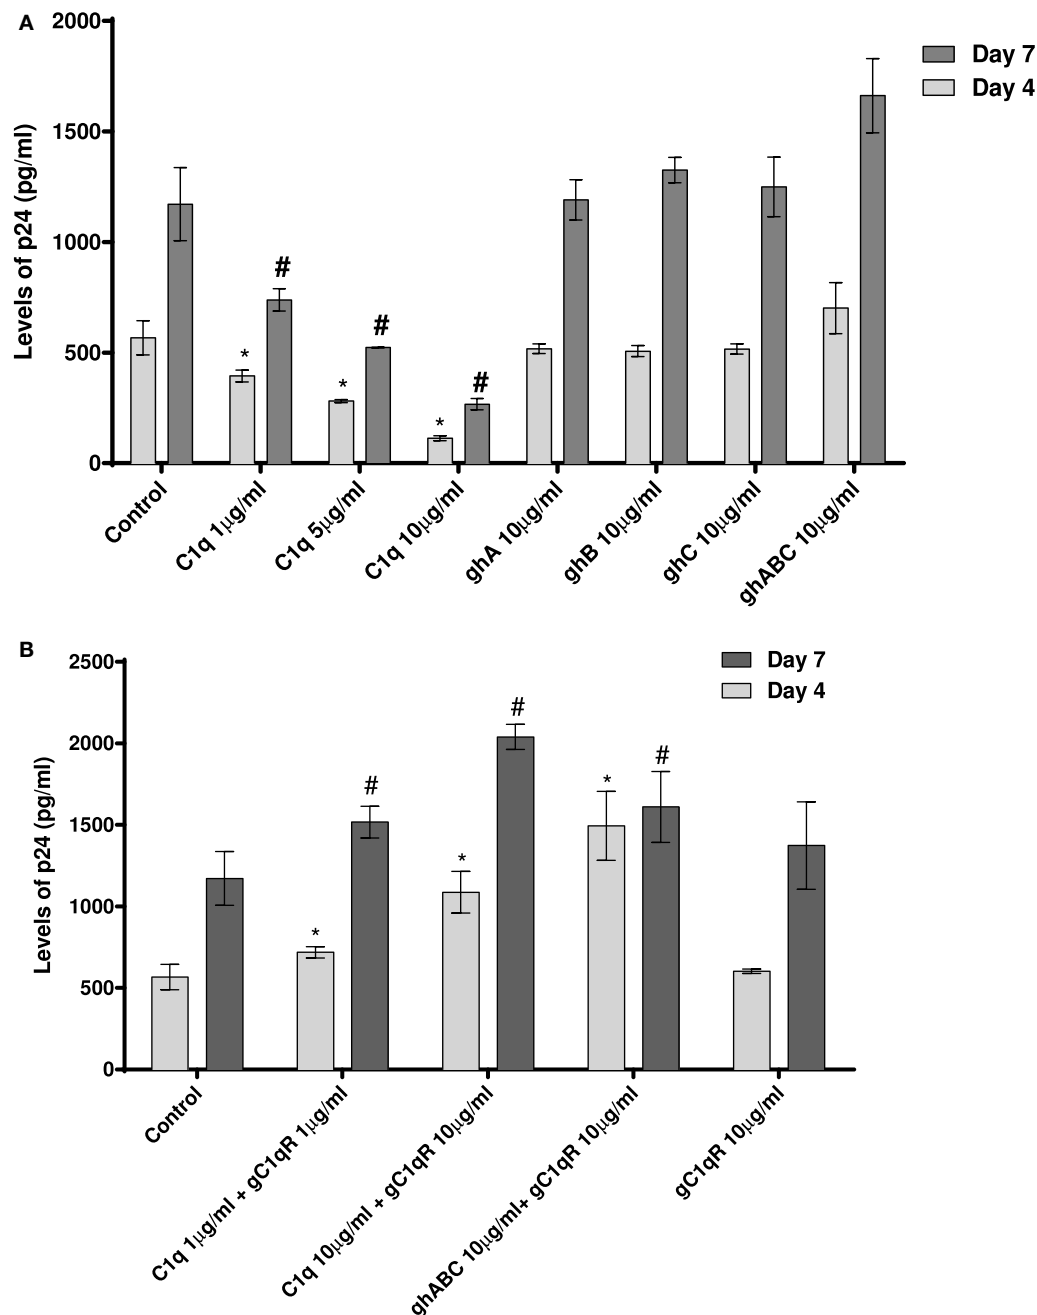 A
Levels of p24 (pg/ml)
2000
1500
1000
500
0
Day 7
Day 4
*
#
*
#
*
#
Control
C1q 1µg/ml
C1q 5µg/ml
C1q 10µg/ml
ghA 10µg/ml
ghB 10µg/ml
ghC 10µg/ml
ghABC 10µg/ml
B
Levels of p24 (pg/ml)
2500
2000
1500
1000
500
0
Day 7
Day 4
*
#
*
#
*
#
Control
C1q 1µg/ml + gC1qR 1µg/ml
C1q 10µg/ml + gC1qR 10µg/ml
ghABC 10µg/ml+ gC1qR 10µg/ml
gC1qR 10µg/ml